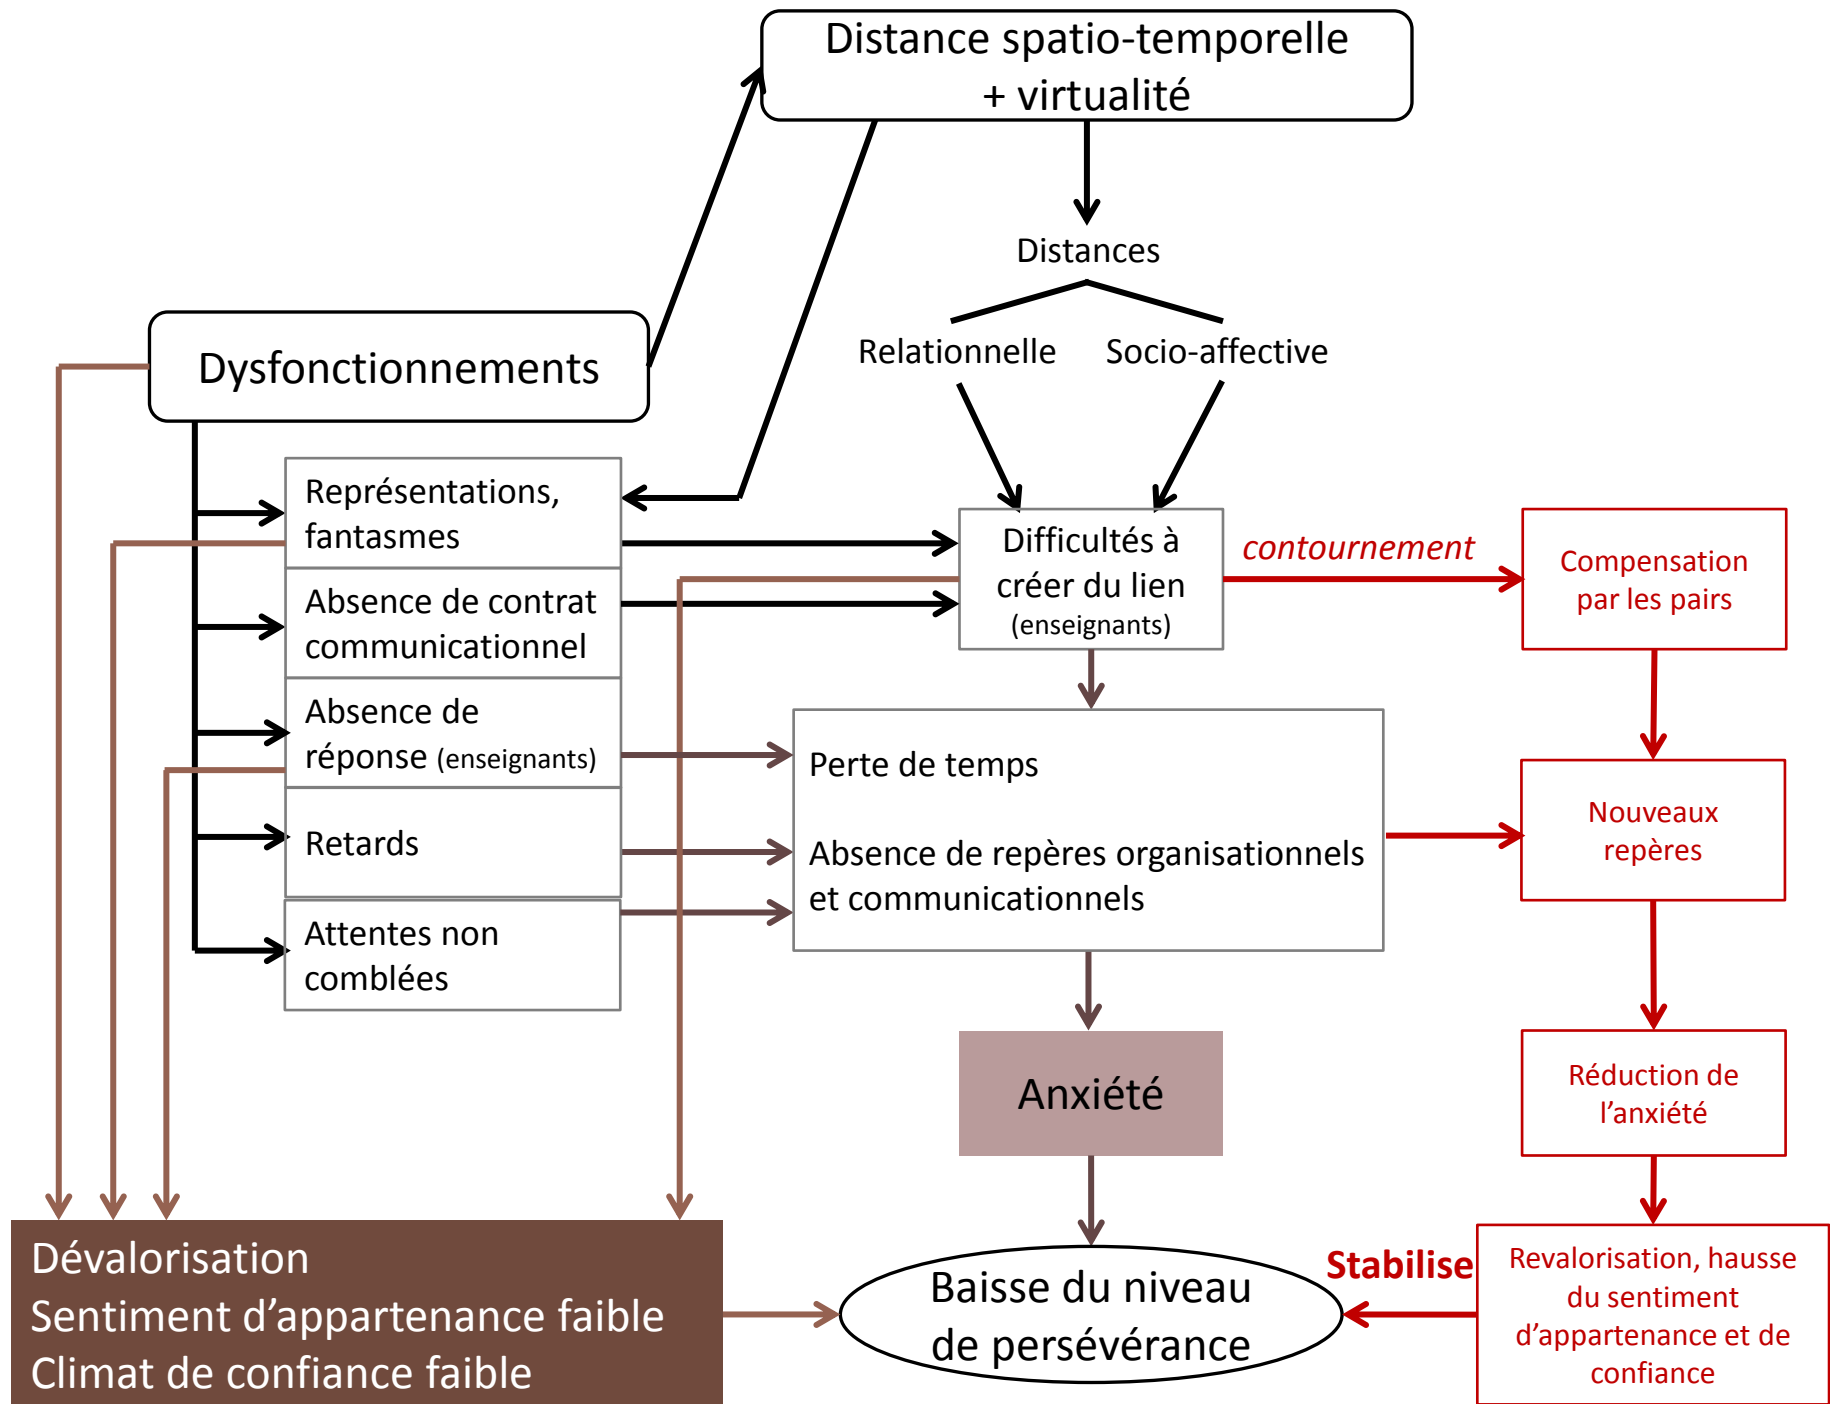 Distance spatio-temporelle
+ virtualité
Distances
Relationnelle
Socio-affective
Dysfonctionnements
Représentations,
fantasmes
Absence de contrat
communicationnel
Absence de
réponse (enseignants)
Retards
Attentes non
comblées
Difficultés à
créer du lien
(enseignants)
contournement
Compensation
par les pairs
Perte de temps
Absence de repères organisationnels
et communicationnels
Nouveaux
repères
Anxiété
Réduction de
l’anxiété
Dévalorisation
Sentiment d’appartenance faible
Climat de confiance faible
Baisse du niveau
de persévérance
Stabilise
Revalorisation, hausse
du sentiment
d’appartenance et de
confiance